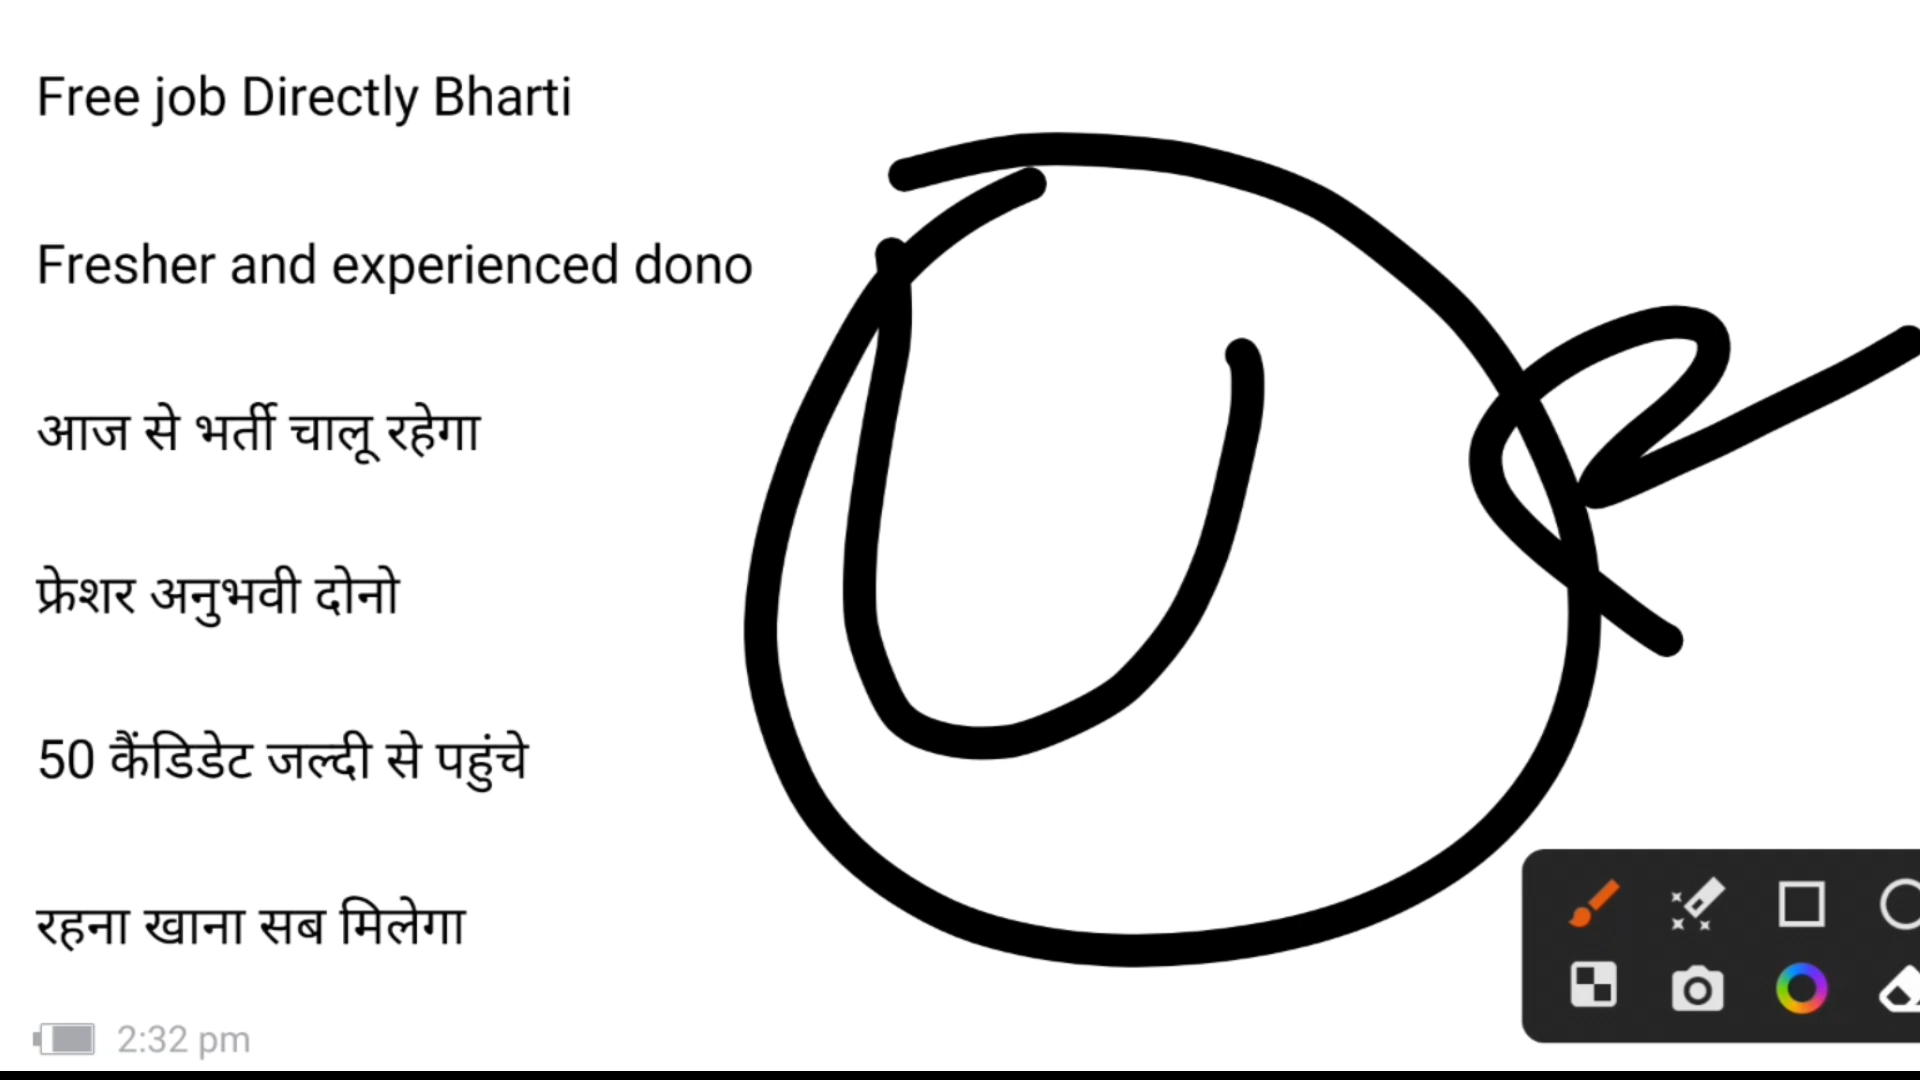 Free job Directly Bharti
Fresher and experienced dono
आज से भर्ती चालू रहेगा
फ्रेशर अनुभवी दोनो
50 कैंडिडेट जल्दी से पहुंचे
रहना खाना सब मिलेगा
2:32 pm